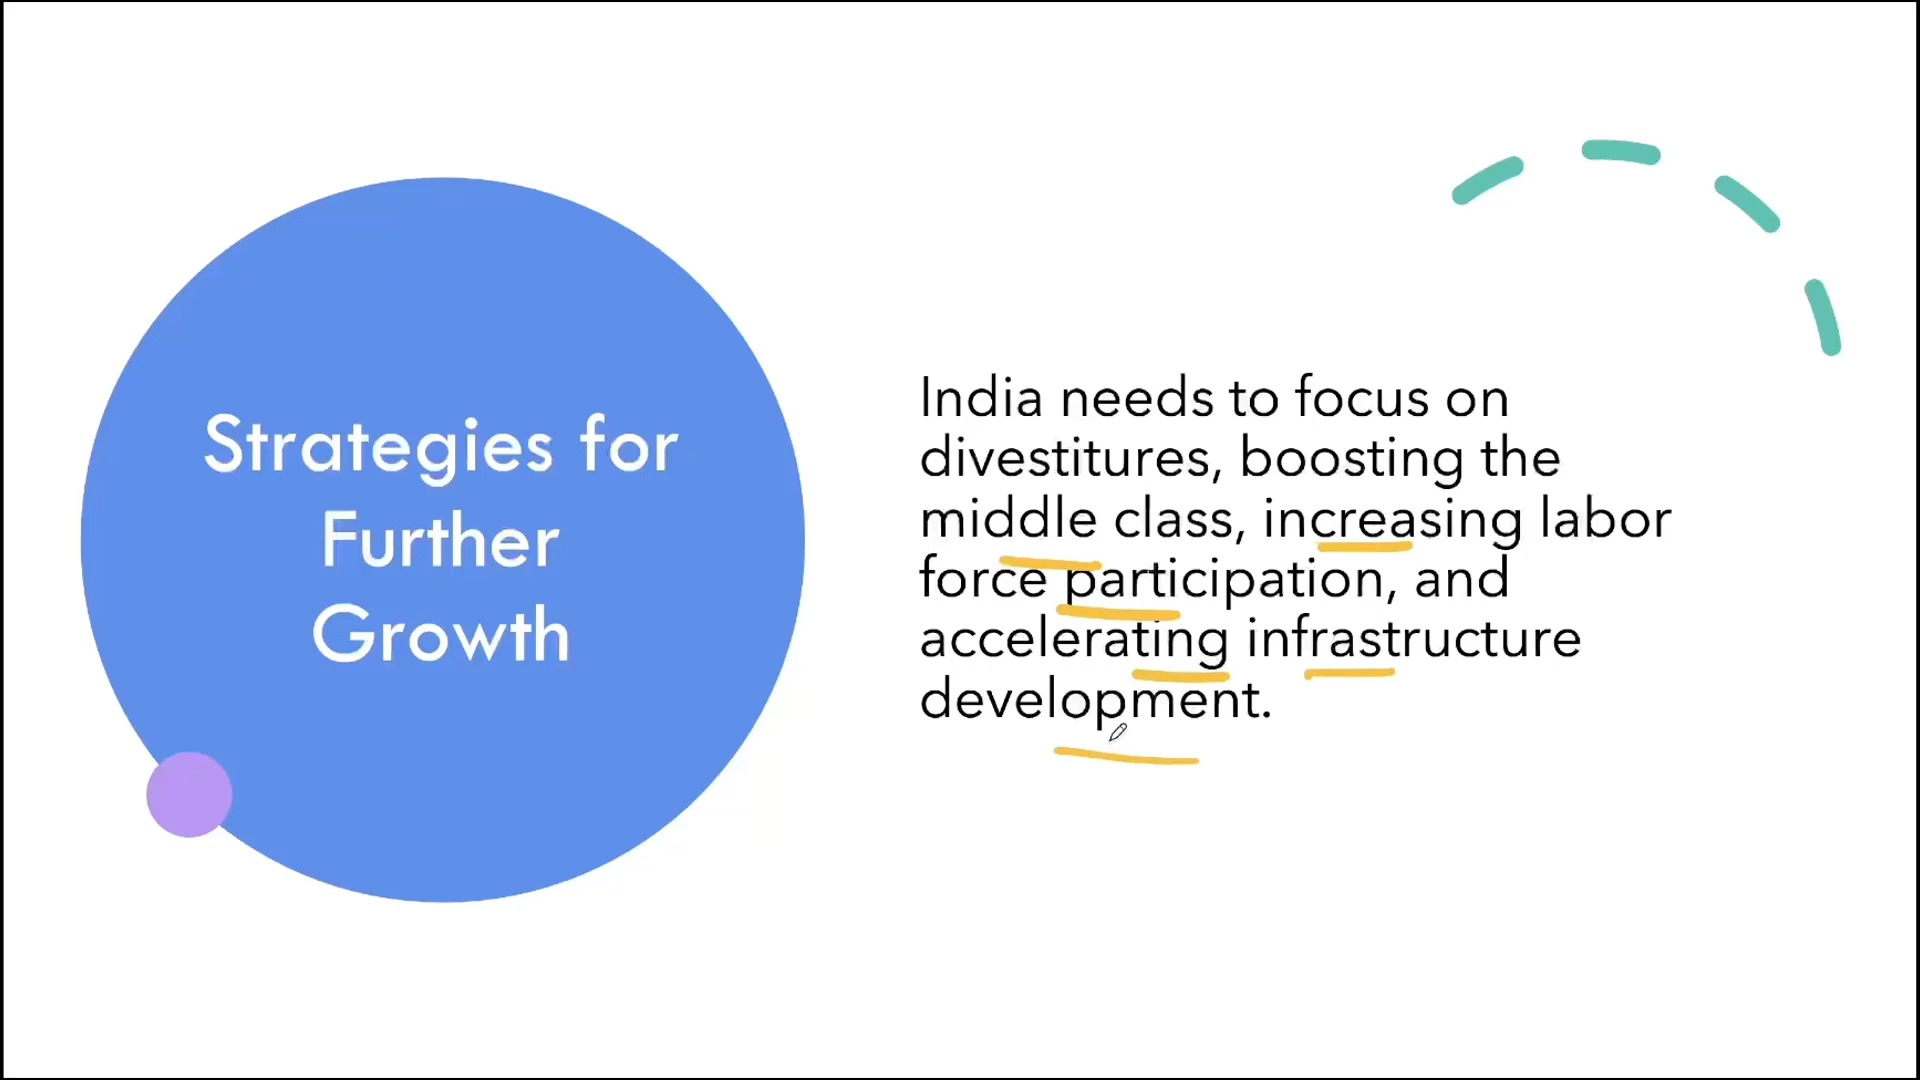 Strategies for
Further
Growth
India needs to focus on
divestitures, boosting the
middle class, increasing labor
force participation, and
accelerating infrastructure
development.